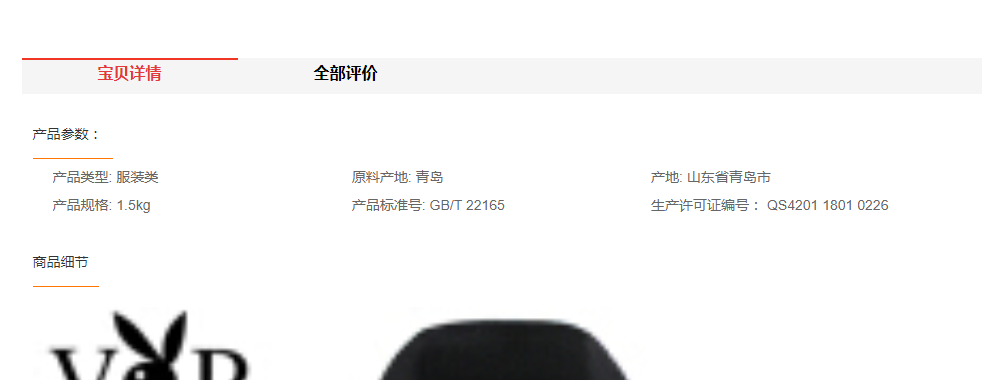 宝贝详情 全部评价
产品参数：
产品类型: 服装类 原料产地: 青岛 产地: 山东省青岛市
产品规格: 1.5kg 产品标准号: GB/T 22165 生产许可证编号： QS4201 1801 0226
商品细节